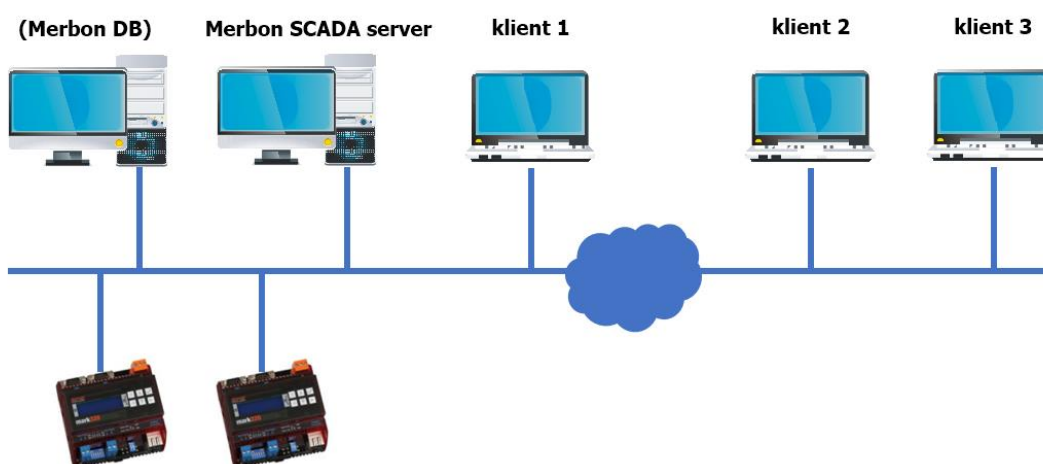 (Merbon DB)
Merbon SCADA server
klient 1
klient 2
klient 3